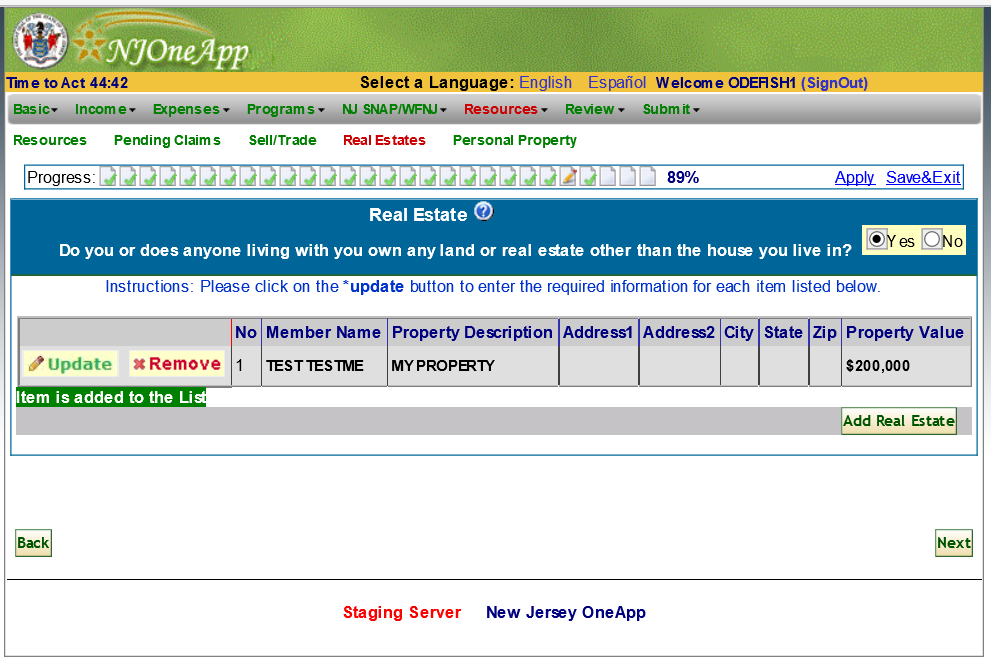 NJOneApp
Time to Act 44:42 Select a Language: English Español Welcome ODEFISH1 (SignOut)
Basic Income Expenses Programs NJ SNAP/WFNJ Resources Review Submit
Resources Pending Claims Sell/Trade Real Estates Personal Property
Progress: 89% Apply Save&Exit
Real Estate ?
Do you or does anyone living with you own any land or real estate other than the house you live in? Yes No
Instructions: Please click on the *update button to enter the required information for each item listed below.
No Member Name Property Description Address1 Address2 City State Zip Property Value
Update Remove 1 TEST TESTME MY PROPERTY $200,000
Item is added to the List
Add Real Estate
Back Next
Staging Server New Jersey OneApp